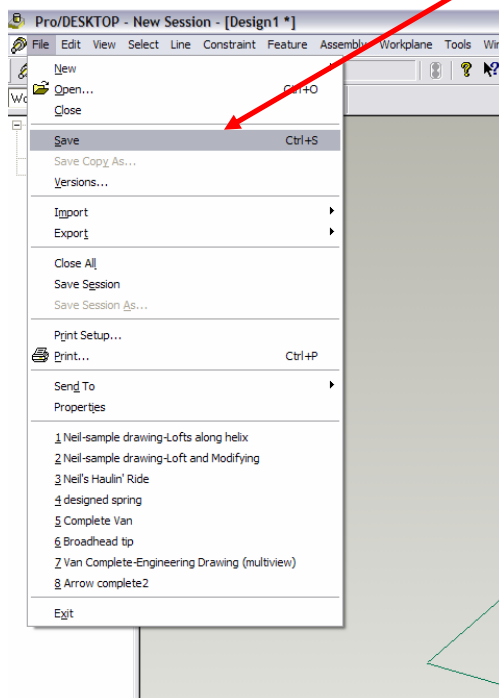 Pro/DESKTOP - New Session - [Design1 *]
File Edit View Select Line Constraint Feature Assembly Workplane Tools Win
New
Open... Ctrl+O
Close
Save Ctrl+S
Save Copy As...
Versions...
Import
Export
Close All
Save Session
Save Session As...
Print Setup...
Print... Ctrl+P
Send To
Properties
1 Neil-sample drawing-Lofts along helix
2 Neil-sample drawing-Loft and Modifying
3 Neil's Haulin' Ride
4 designed spring
5 Complete Van
6 Broadhead tip
7 Van Complete-Engineering Drawing (multiview)
8 Arrow complete2
Exit